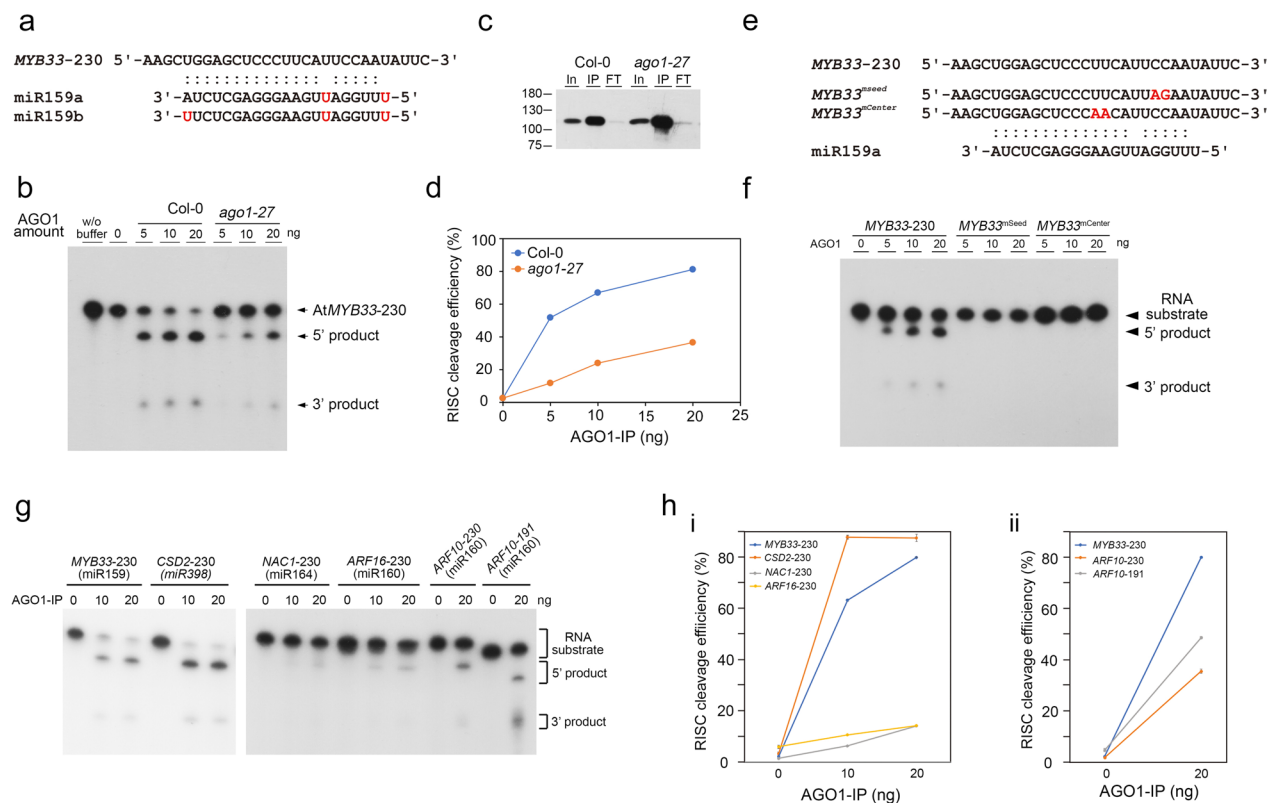 a
MYB33-230 5'-AAGCUGGAGCUCCCUUCAUUCCAAUAUUC-3'
: : : : : : : : : : : : : : : : : :
miR159a 3'-AUCUCGAGGGAAGUUAGGUUU-5'
miR159b 3'-UUCUCGAGGGAAGUUAGGUUU-5'
b
AGO1 amount
w/o buffer
Col-0
ago1-27
0 5 10 20 5 10 20 ng
AtMYB33-230
5' product
3' product
c
Col-0 ago1-27
In IP FT In IP FT
180
130
100
75
d
RISC cleavage efficiency (%)
100
80
60
40
20
0
Col-0
ago1-27
0 5 10 15 20 25
AGO1-IP (ng)
e
MYB33-230 5'-AAGCUGGAGCUCCCUUCAUUCCAAUAUUC-3'
MYB33mseed 5'-AAGCUGGAGCUCCCUUCAUUAGAAUAUUC-3'
MYB33mCenter 5'-AAGCUGGAGCUCCCAACAUUCCAAUAUUC-3'
: : : : : : : : : : : : : : : : : :
miR159a 3'-AUCUCGAGGGAAGUUAGGUUU-5'
f
MYB33-230 MYB33mSeed MYB33mCenter
AGO1 0 5 10 20 5 10 20 5 10 20 ng
RNA substrate
5' product
3' product
g
MYB33-230 (miR159)
CSD2-230 (miR398)
NAC1-230 (miR164)
ARF16-230 (miR160)
ARF10-230 (miR160)
ARF10-191 (miR160)
AGO1-IP 0 10 20 0 10 20 0 10 20 0 10 20 0 20 0 20 ng
RNA substrate
5' product
3' product
h
i
RISC cleavage effiiciency (%)
80
60
40
20
0
MYB33-230
CSD2-230
NAC1-230
ARF16-230
0 10 20
AGO1-IP (ng)
ii
RISC cleavage effiiciency (%)
80
60
40
20
0
MYB33-230
ARF10-230
ARF10-191
0 20
AGO1-IP (ng)